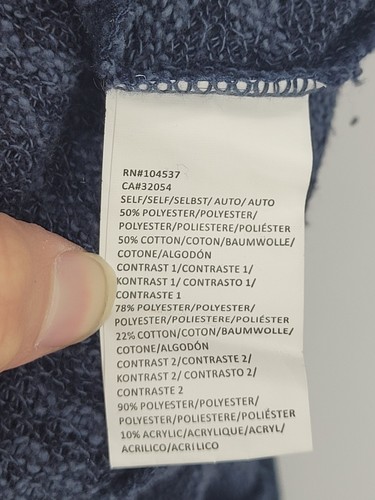 RN#104537
CA#32054
SELF/SELF/SELBST/ AUTO/ AUTO
50% POLYESTER/POLYESTER/
POLYESTER/POLIESTERE/POLIÉSTER
50% COTTON/COTON/BAUMWOLLE/
COTONE/ALGODÓN
CONTRAST 1/CONTRASTE 1/
KONTRAST 1/ CONTRASTO 1/
CONTRASTE 1
78% POLYESTER/POLYESTER/
POLYESTER/POLIESTERE/POLIÉSTER
22% COTTON/COTON/BAUMWOLLE/
COTONE/ALGODÓN
CONTRAST 2/CONTRASTE 2/
KONTRAST 2/ CONTRASTO 2/
CONTRASTE 2
90% POLYESTER/POLYESTER/
POLYESTER/POLIESTERE/POLIÉSTER
10% ACRYLIC/ACRYLIQUE/ACRYL/
ACRILICO/ACRILICO